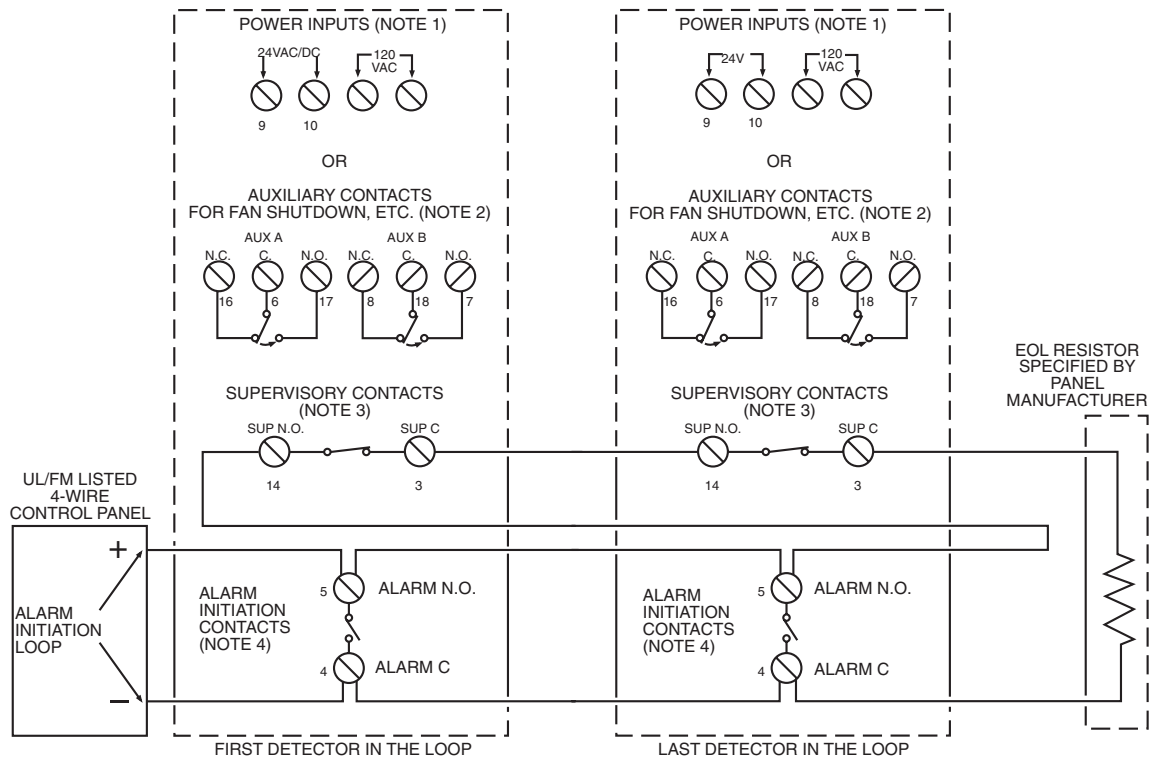 POWER INPUTS (NOTE 1)
24VAC/DC
120
VAC
9
10
OR
AUXILIARY CONTACTS
FOR FAN SHUTDOWN, ETC. (NOTE 2)
AUX A
AUX B
N.C.
C.
N.O.
N.C.
C.
N.O.
16
6
17
8
18
7
SUPERVISORY CONTACTS
(NOTE 3)
SUP N.O.
SUP C
14
3
POWER INPUTS (NOTE 1)
24V
120
VAC
9
10
OR
AUXILIARY CONTACTS
FOR FAN SHUTDOWN, ETC. (NOTE 2)
AUX A
AUX B
N.C.
C.
N.O.
N.C.
C.
N.O.
16
6
17
8
18
7
SUPERVISORY CONTACTS
(NOTE 3)
SUP N.O.
SUP C
14
3
EOL RESISTOR
SPECIFIED BY
PANEL
MANUFACTURER
UL/FM LISTED
4-WIRE
CONTROL PANEL
+
ALARM
INITIATION
LOOP
–
ALARM
INITIATION
CONTACTS
(NOTE 4)
5
ALARM N.O.
4
ALARM C
ALARM
INITIATION
CONTACTS
(NOTE 4)
5
ALARM N.O.
4
ALARM C
FIRST DETECTOR IN THE LOOP
LAST DETECTOR IN THE LOOP